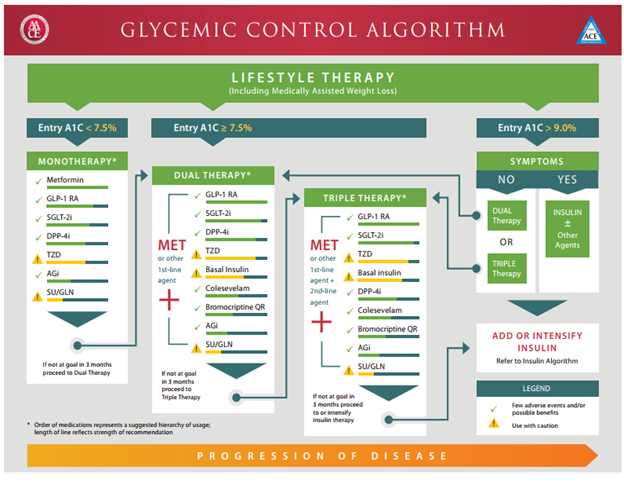 AACE
GLYCEMIC CONTROL ALGORITHM
ACE
LIFESTYLE THERAPY
(Including Medically Assisted Weight Loss)
Entry A1C < 7.5%
Entry A1C ≥ 7.5%
Entry A1C > 9.0%
MONOTHERAPY*
Metformin
GLP-1 RA
SGLT-2i
DPP-4i
TZD
AGi
SU/GLN
If not at goal in 3 months
proceed to Dual Therapy
DUAL THERAPY*
MET
or other
1st-line
agent
+
GLP-1 RA
SGLT-2i
DPP-4i
TZD
Basal Insulin
Colesevelam
Bromocriptine QR
AGi
SU/GLN
If not at goal
in 3 months
proceed to
Triple Therapy
TRIPLE THERAPY*
MET
or other
1st-line
agent +
2nd-line
agent
+
GLP-1 RA
SGLT-2i
TZD
Basal insulin
DPP-4i
Colesevelam
Bromocriptine QR
AGi
SU/GLN
If not at goal in
3 months proceed
to or intensify
insulin therapy
SYMPTOMS
NO
YES
DUAL
Therapy
OR
TRIPLE
Therapy
INSULIN
±
Other
Agents
ADD OR INTENSIFY
INSULIN
Refer to Insulin Algorithm
LEGEND
Few adverse events and/or
possible benefits
Use with caution
* Order of medications represents a suggested hierarchy of usage;
length of line reflects strength of recommendation
PROGRESSION OF DISEASE